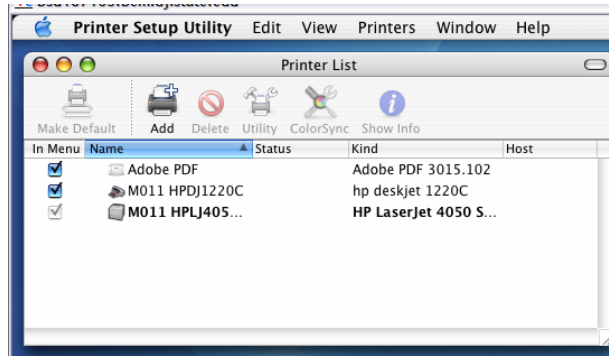 Printer Setup Utility Edit View Printers Window Help
Printer List
Make Default Add Delete Utility ColorSync Show Info
In Menu Name Status Kind Host
Adobe PDF Adobe PDF 3015.102
M011 HPDJ1220C hp deskjet 1220C
M011 HPLJ405... HP LaserJet 4050 S...